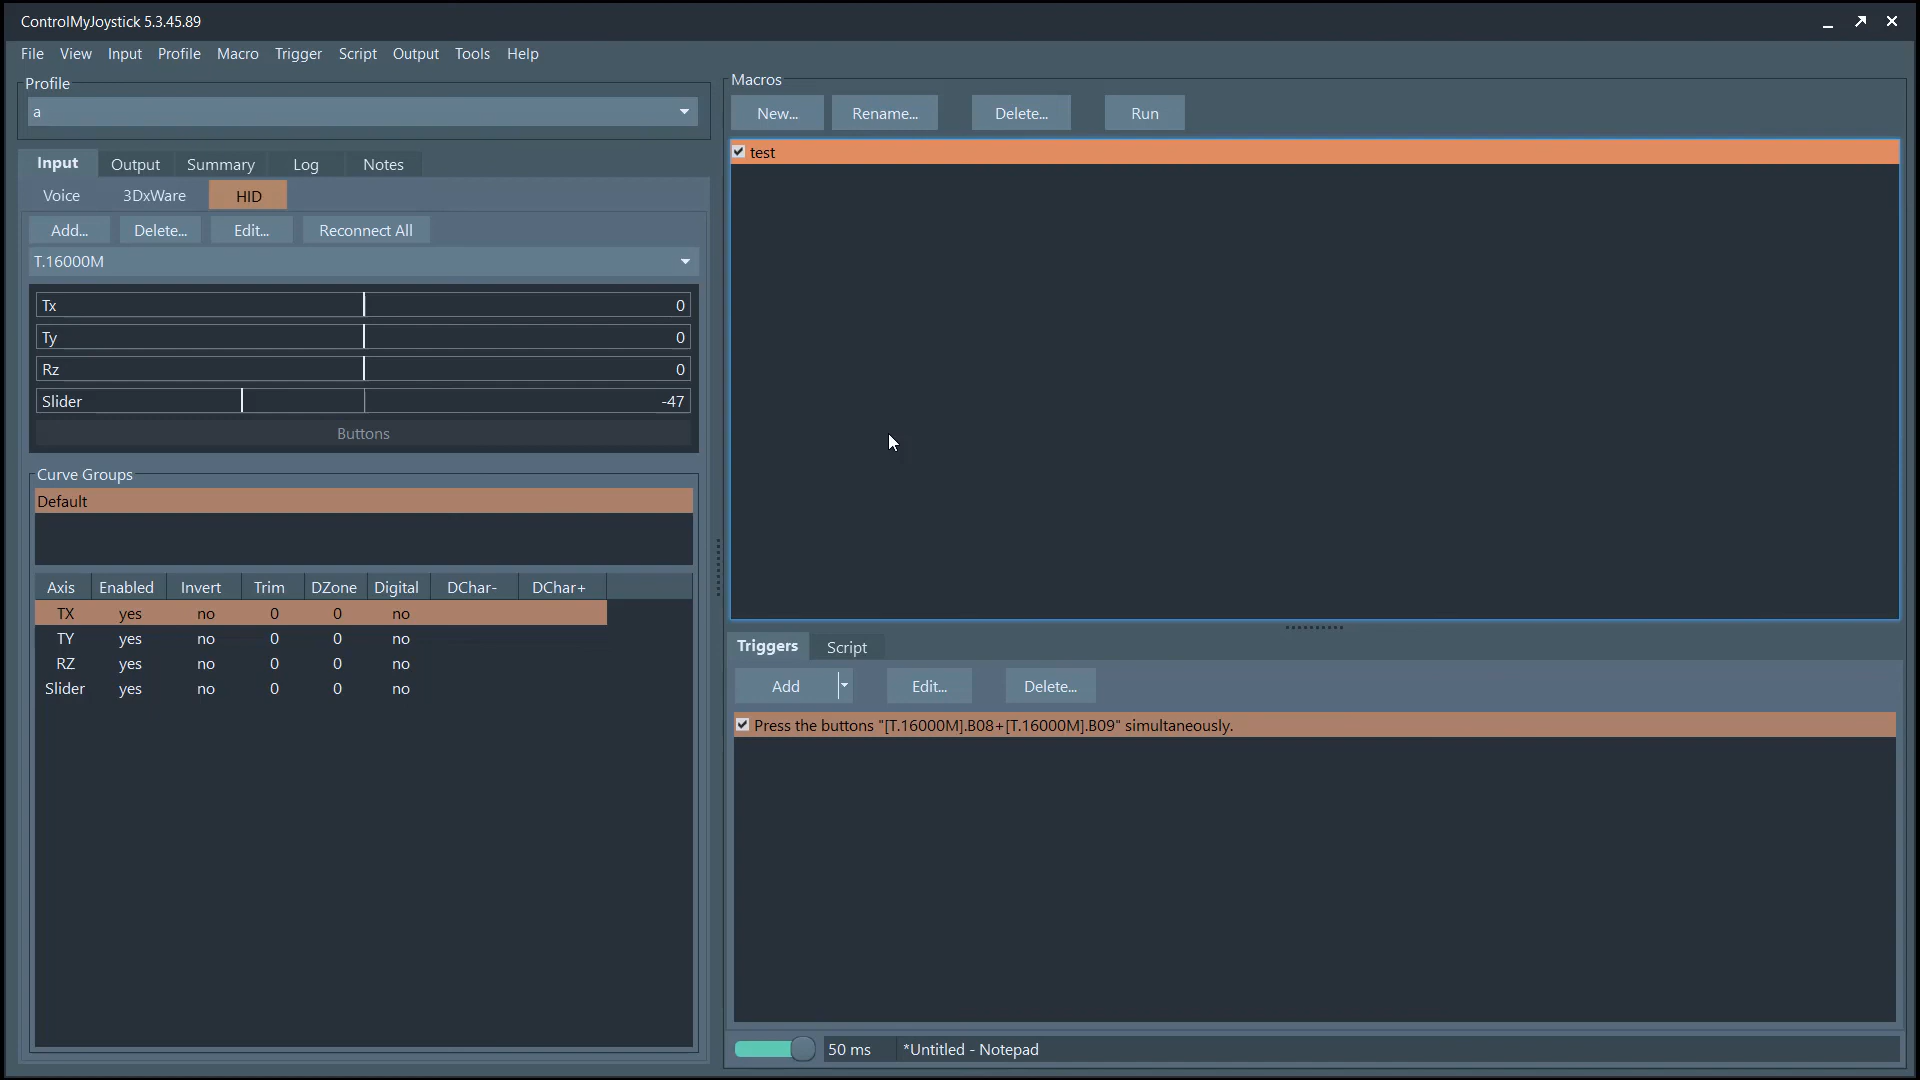 ControlMyJoystick 5.3.45.89
File View Input Profile Macro Trigger Script Output Tools Help
Profile
a
Input Output Summary Log Notes
Voice 3DxWare HID
Add... Delete... Edit... Reconnect All
T.16000M
Tx 0
Ty 0
Rz 0
Slider -47
Buttons
Curve Groups
Default
Axis Enabled Invert Trim DZone Digital DChar- DChar+
TX yes no 0 0 no
TY yes no 0 0 no
RZ yes no 0 0 no
Slider yes no 0 0 no
Macros
New... Rename... Delete... Run
test
Triggers Script
Add Edit... Delete...
Press the buttons "[T.16000M].B08+[T.16000M].B09" simultaneously.
50 ms *Untitled - Notepad